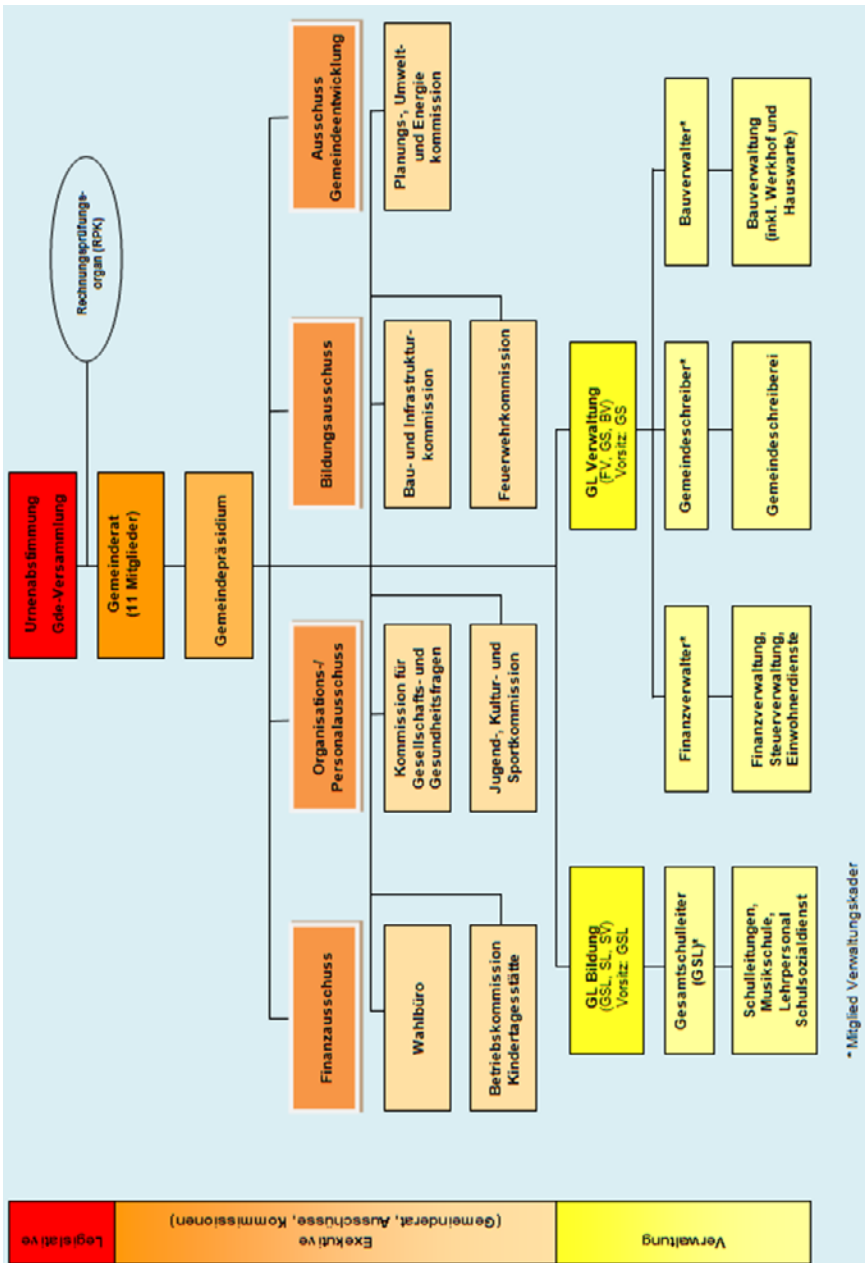 Legislative
Exekutive
(Gemeinderat, Ausschüsse, Kommissionen)
Verwaltung
Urnenabstimmung
Gde-Versammlung
Rechnungsprüfungs-
organ (RPK)
Gemeinderat
(11 Mitglieder)
Gemeindepräsidium
Finanzausschuss
Organisations-/
Personalausschuss
Bildungsausschuss
Ausschuss
Gemeindeentwicklung
Wahlbüro
Kommission für
Gesellschafts- und
Gesundheitsfragen
Bau- und Infrastruktur-
kommission
Planungs-, Umwelt-
und Energie
kommission
Betriebskommission
Kindertagesstätte
Jugend-, Kultur- und
Sportkommission
Feuerwehrkommission
GL Bildung
(GSL, SL, SV)
Vorsitz: GSL
GL Verwaltung
(FV, GS, BV)
Vorsitz: GS
Gesamtschulleiter
(GSL)*
Finanzverwalter*
Gemeindeschreiber*
Bauverwalter*
Schulleitungen,
Musikschule,
Lehrpersonal
Schulsozialdienst
Finanzverwaltung,
Steuerverwaltung,
Einwohnerdienste
Gemeindeschreiberei
Bauverwaltung
(inkl. Werkhof und
Hauswarte)
* Mitglied Verwaltungskader